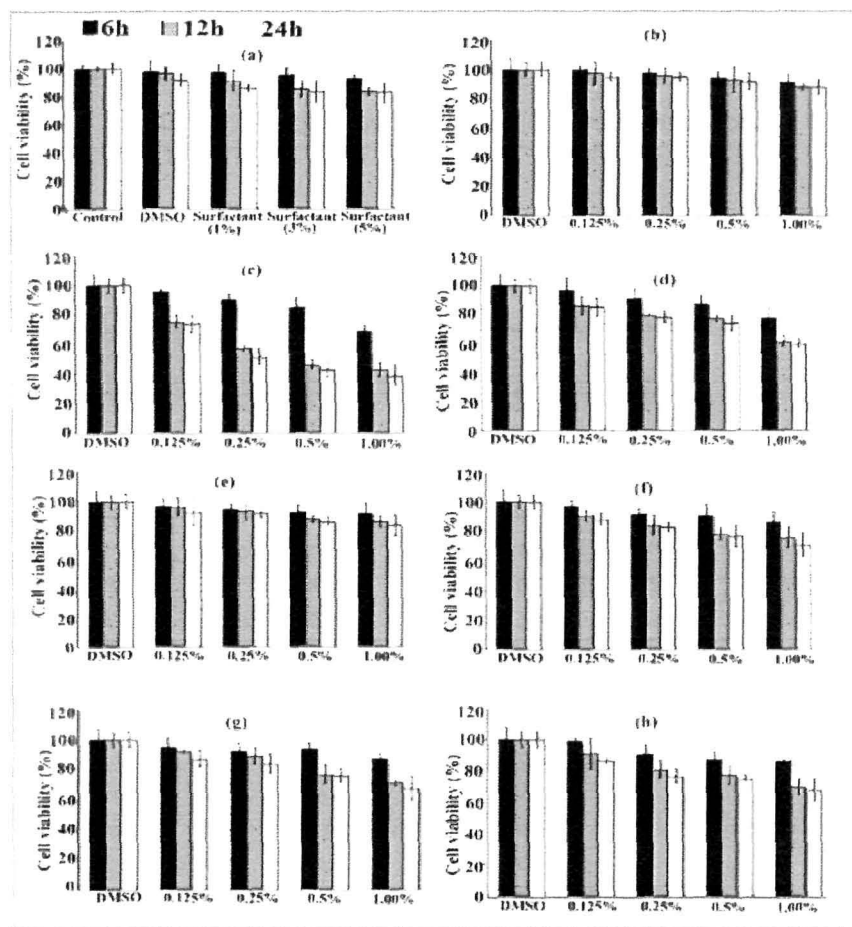 6h 12h 24h
(a)
Cell viability (%)
120
100
80
60
40
20
0
Control DMSO Surfactant (1%) Surfactant (3%) Surfactant (5%)
(b)
Cell viability (%)
120
100
80
60
40
20
0
DMSO 0.125% 0.25% 0.5% 1.00%
(c)
Cell viability (%)
120
100
80
60
40
20
0
DMSO 0.125% 0.25% 0.5% 1.00%
(d)
Cell viability (%)
120
100
80
60
40
20
0
DMSO 0.125% 0.25% 0.5% 1.00%
(e)
Cell viability (%)
120
100
80
60
40
20
0
DMSO 0.125% 0.25% 0.5% 1.00%
(f)
Cell viability (%)
120
100
80
60
40
20
0
DMSO 0.125% 0.25% 0.5% 1.00%
(g)
Cell viability (%)
120
100
80
60
40
20
0
DMSO 0.125% 0.25% 0.5% 1.00%
(h)
Cell viability (%)
120
100
80
60
40
20
0
DMSO 0.125% 0.25% 0.5% 1.00%